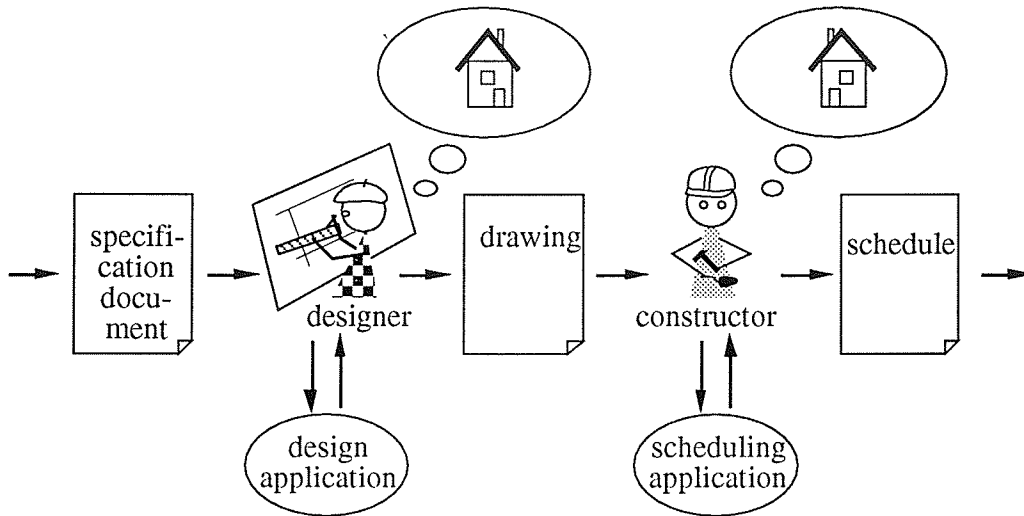 specifi-
cation
docu-
ment
designer
design
application
drawing
constructor
scheduling
application
schedule